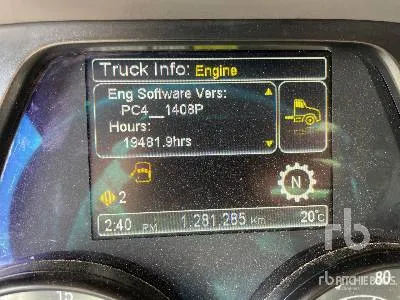 Truck Info: Engine
Eng Software Vers:
PC4__1408P
Hours:
19481.9hrs
N
2
2:40 PM 1,281,285 Km 20°C
rb
RITCHIE BROS.
80
15